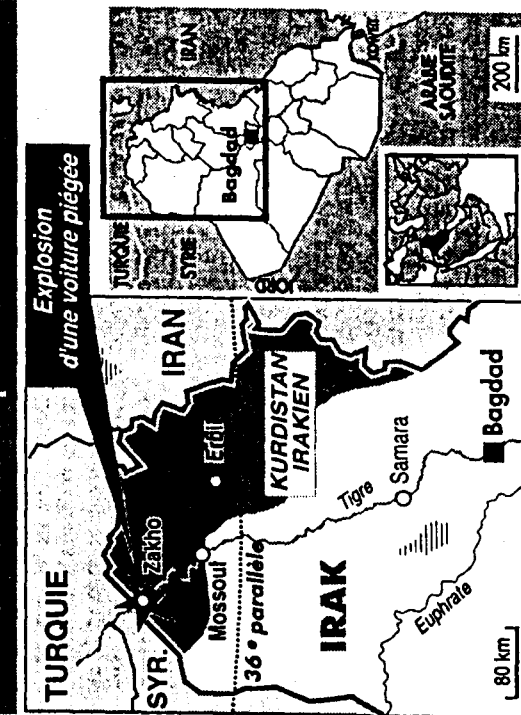 Explosion
d'une voiture piégée
TURQUIE
SYR.
IRAN
Zakho
Erbil
Mossoul
36° parallèle
KURDISTAN
IRAKIEN
Tigre
Samara
IRAK
Euphrate
Bagdad
80 km
TURQUIE
SYRIE
IRAN
Bagdad
JORD.
ARABIE
SAOUDITE
200 km